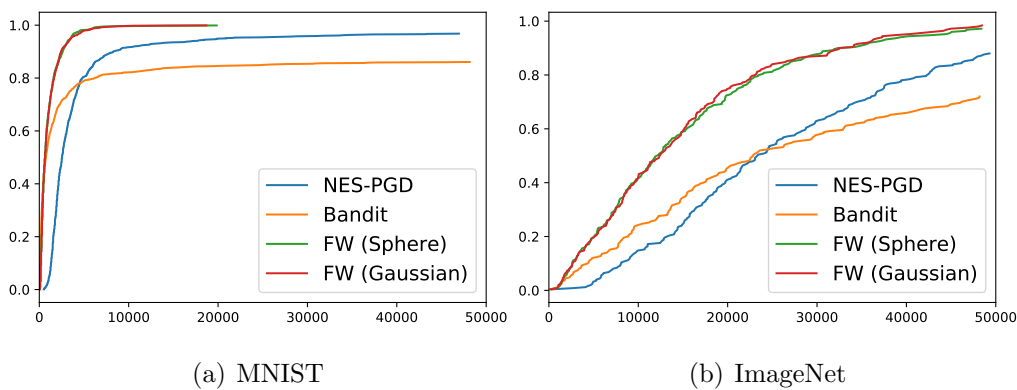 1.0
0.8
0.6
0.4
0.2
0.0
0 10000 20000 30000 40000 50000
NES-PGD
Bandit
FW (Sphere)
FW (Gaussian)
(a) MNIST
1.0
0.8
0.6
0.4
0.2
0.0
0 10000 20000 30000 40000 50000
NES-PGD
Bandit
FW (Sphere)
FW (Gaussian)
(b) ImageNet